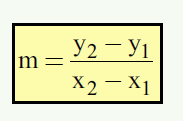 m = (y₂ − y₁) / (x₂ − x₁)